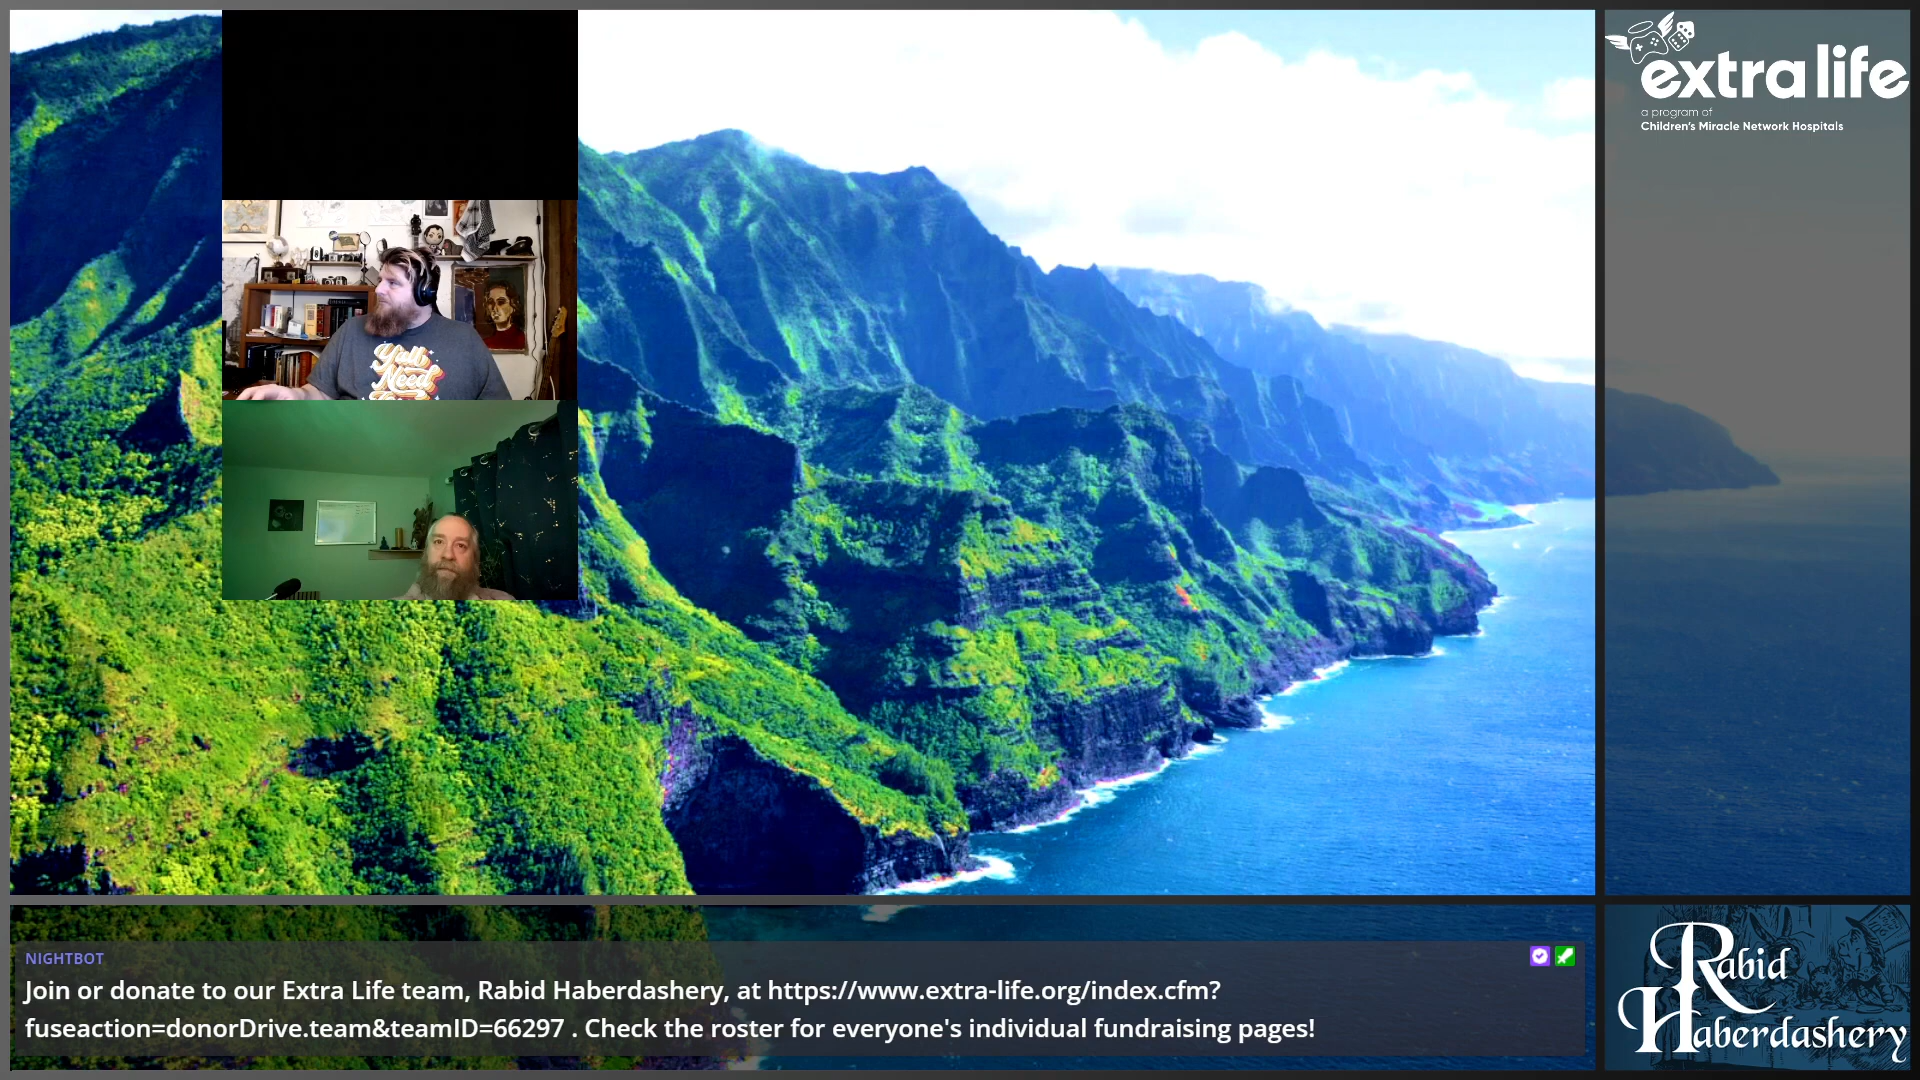 extra life
a program of
Children's Miracle Network Hospitals
Y'all
Need
NIGHTBOT
Join or donate to our Extra Life team, Rabid Haberdashery, at https://www.extra-life.org/index.cfm?
fuseaction=donorDrive.team&teamID=66297 . Check the roster for everyone's individual fundraising pages!
Rabid
Haberdashery